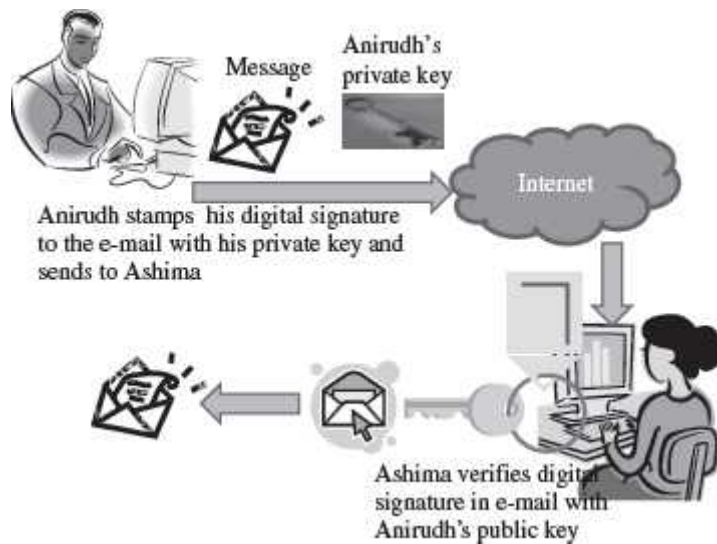 Message
Anirudh's
private key
Internet
Anirudh stamps his digital signature
to the e-mail with his private key and
sends to Ashima
Ashima verifies digital
signature in e-mail with
Anirudh's public key